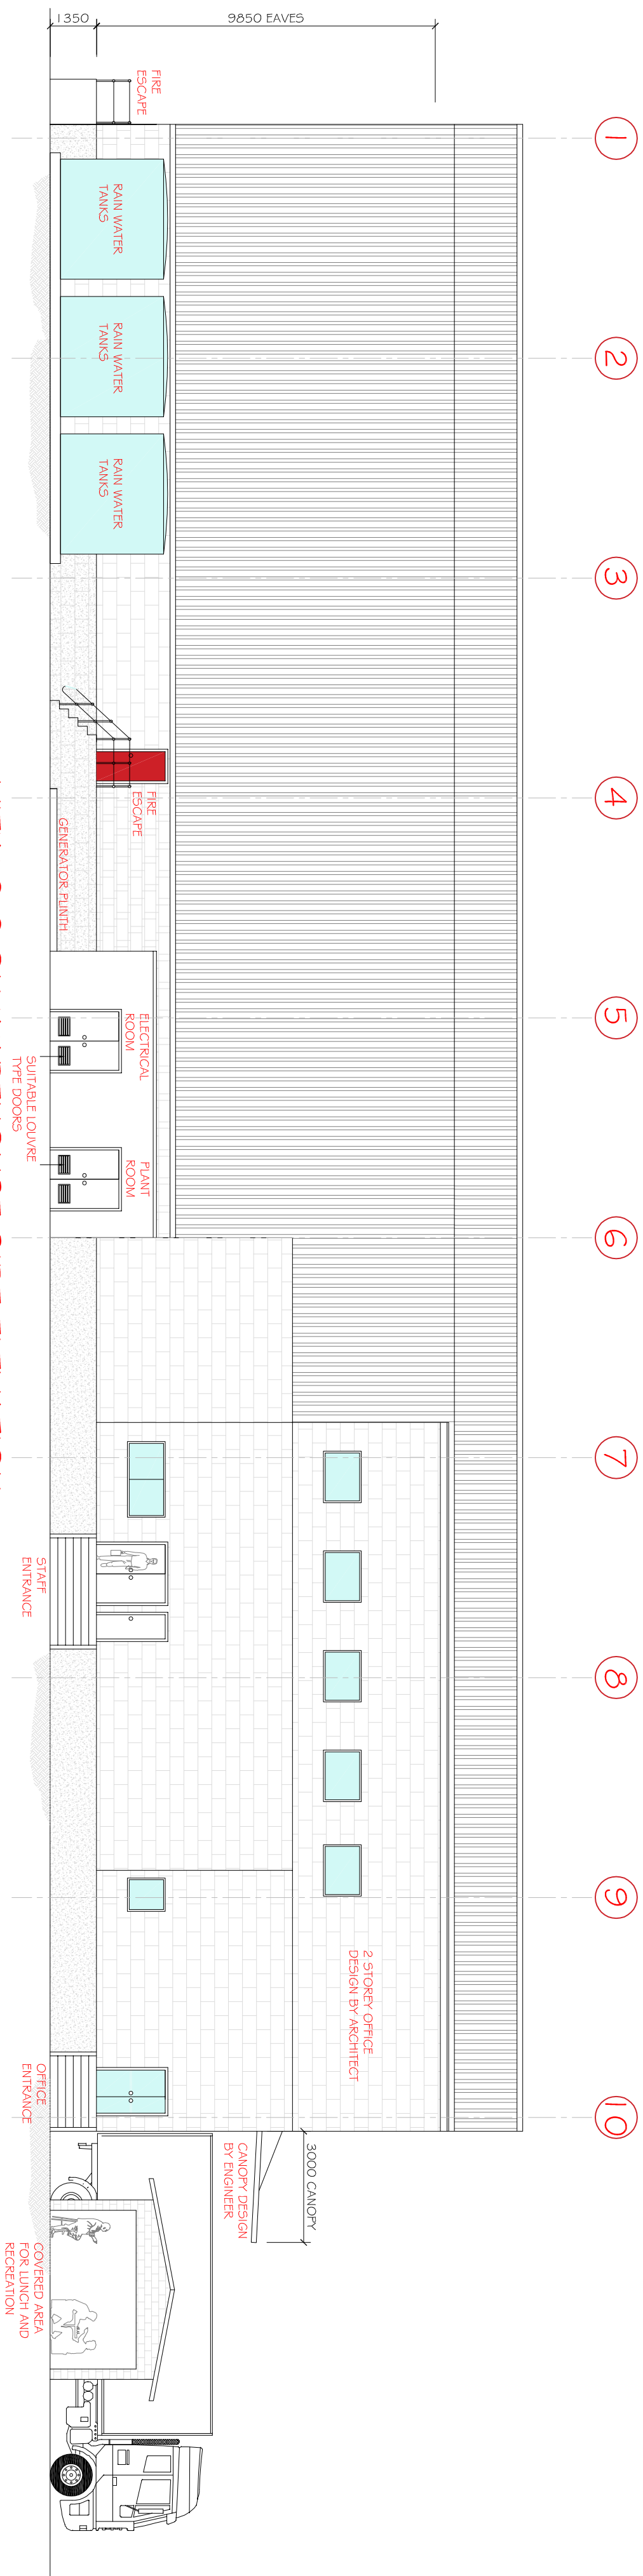 1
2
3
4
5
6
7
8
9
10
1350
9850 EAVES
FIRE
ESCAPE
RAIN WATER
TANKS
RAIN WATER
TANKS
RAIN WATER
TANKS
FIRE
ESCAPE
GENERATOR PLINTH
ELECTRICAL
ROOM
SUITABLE LOUVRE
TYPE DOORS
PLANT
ROOM
STAFF
ENTRANCE
2 STOREY OFFICE
DESIGN BY ARCHITECT
OFFICE
ENTRANCE
3000 CANOPY
CANOPY DESIGN
BY ENGINEER
COVERED AREA
FOR LUNCH AND
RECREATION